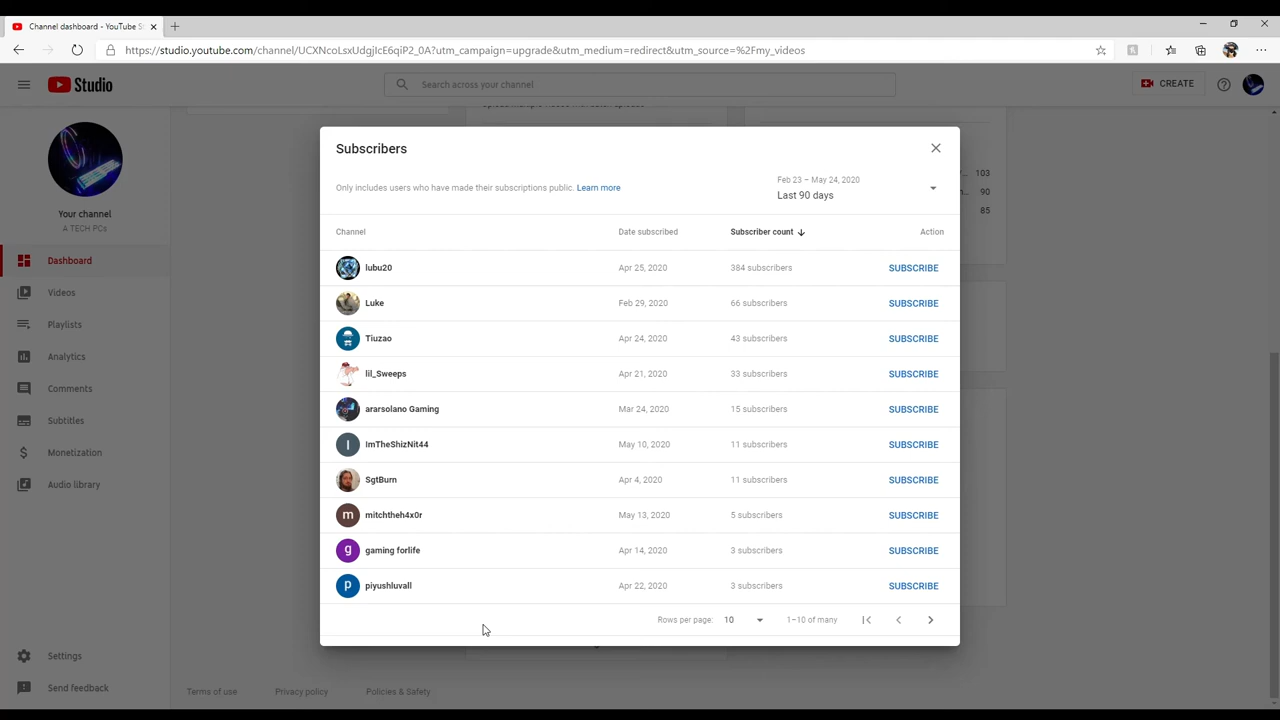 Channel dashboard - YouTube S
https://studio.youtube.com/channel/UCXNcoLsxUdgjIcE6qiP2_0A?utm_campaign=upgrade&utm_medium=redirect&utm_source=%2Fmy_videos
Studio
Search across your channel
CREATE
Your channel
A TECH PCs
Dashboard
Videos
Playlists
Analytics
Comments
Subtitles
Monetization
Audio library
Settings
Send feedback
Subscribers
Only includes users who have made their subscriptions public. Learn more
Feb 23 – May 24, 2020
Last 90 days
Channel Date subscribed Subscriber count Action
lubu20 Apr 25, 2020 384 subscribers SUBSCRIBE
Luke Feb 29, 2020 66 subscribers SUBSCRIBE
Tiuzao Apr 24, 2020 43 subscribers SUBSCRIBE
lil_Sweeps Apr 21, 2020 33 subscribers SUBSCRIBE
ararsolano Gaming Mar 24, 2020 15 subscribers SUBSCRIBE
I ImTheShizNit44 May 10, 2020 11 subscribers SUBSCRIBE
SgtBurn Apr 4, 2020 11 subscribers SUBSCRIBE
m mitchtheh4x0r May 13, 2020 5 subscribers SUBSCRIBE
g gaming forlife Apr 14, 2020 3 subscribers SUBSCRIBE
p piyushluvall Apr 22, 2020 3 subscribers SUBSCRIBE
Rows per page: 10 1–10 of many
103
90
85
Terms of use Privacy policy Policies & Safety